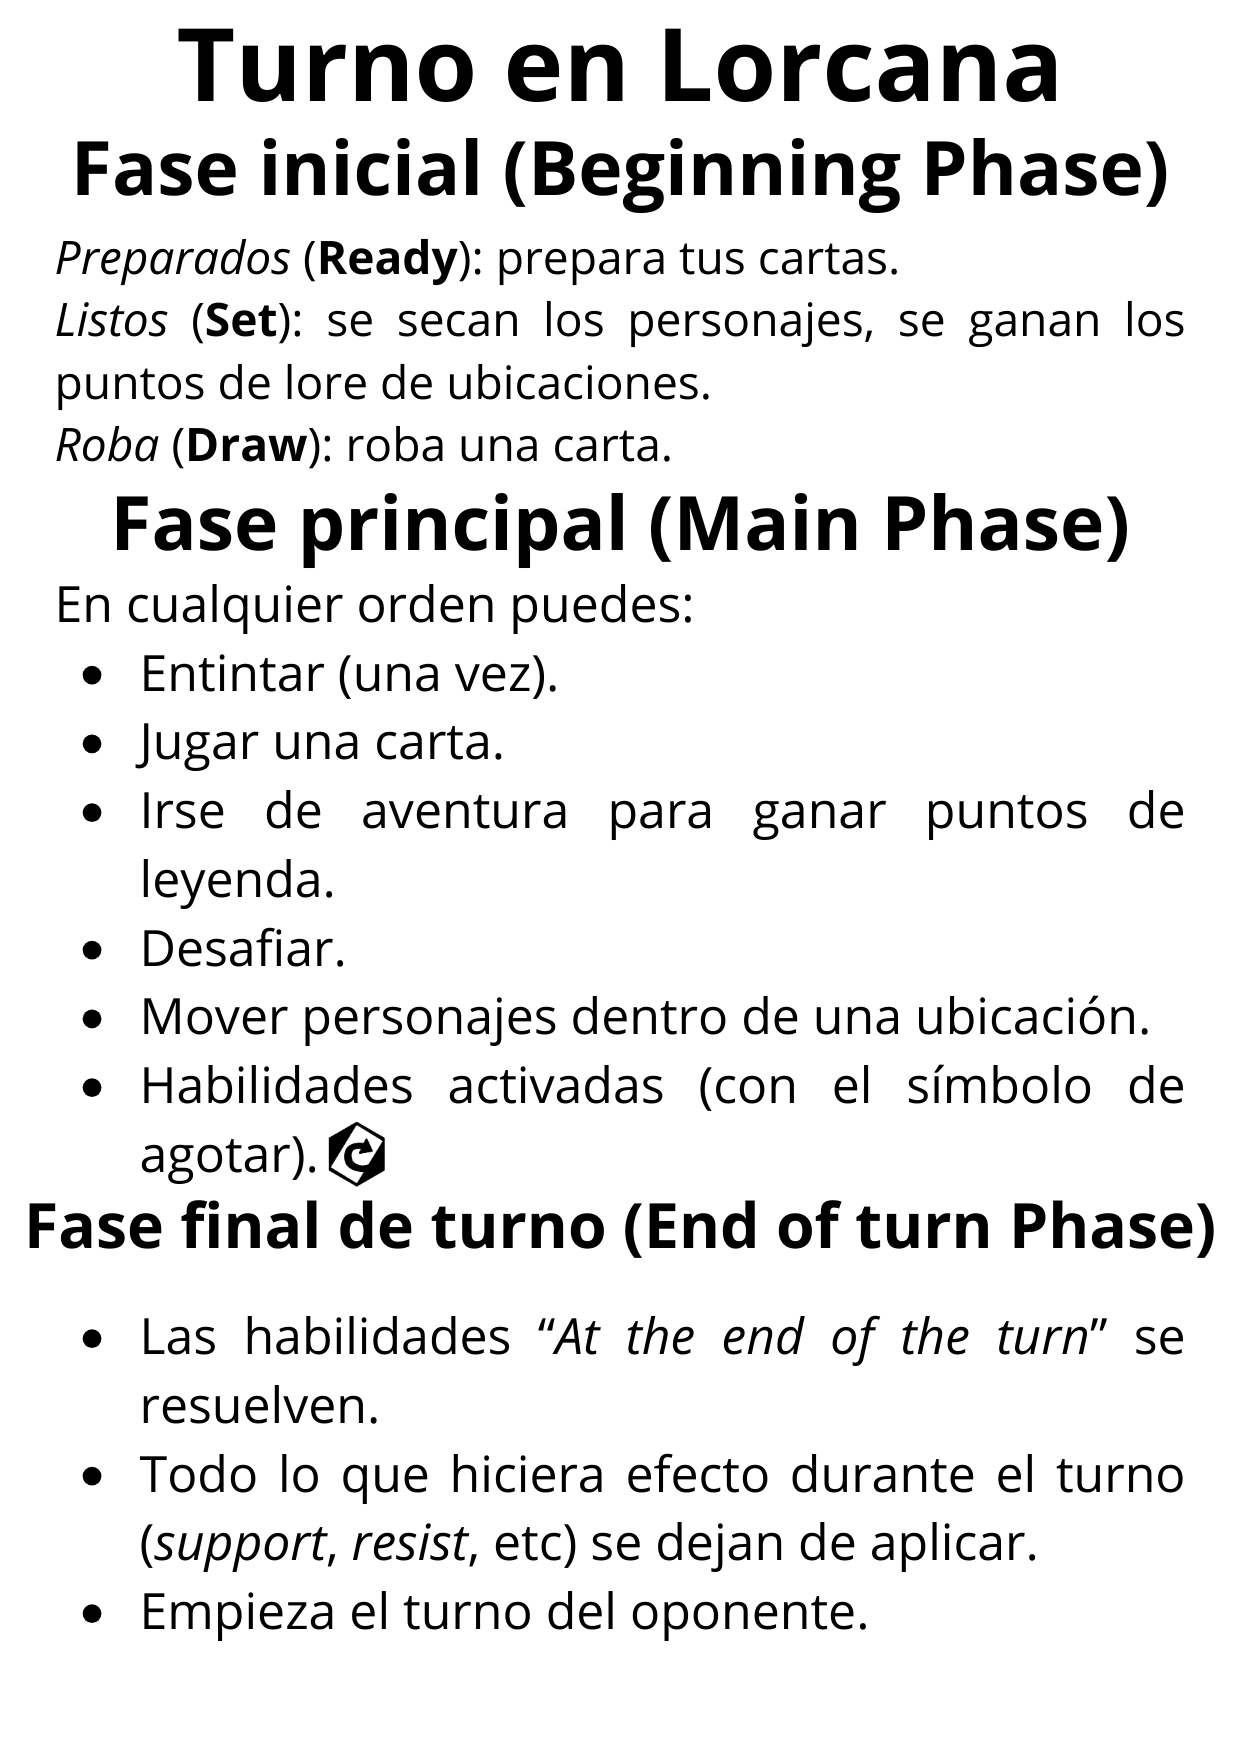 Turno en Lorcana
Fase inicial (Beginning Phase)
Preparados (Ready): prepara tus cartas.
Listos (Set): se secan los personajes, se ganan los
puntos de lore de ubicaciones.
Roba (Draw): roba una carta.
Fase principal (Main Phase)
En cualquier orden puedes:
• Entintar (una vez).
• Jugar una carta.
• Irse de aventura para ganar puntos de
leyenda.
• Desafiar.
• Mover personajes dentro de una ubicación.
• Habilidades activadas (con el símbolo de
agotar).
Fase final de turno (End of turn Phase)
• Las habilidades “At the end of the turn” se
resuelven.
• Todo lo que hiciera efecto durante el turno
(support, resist, etc) se dejan de aplicar.
• Empieza el turno del oponente.